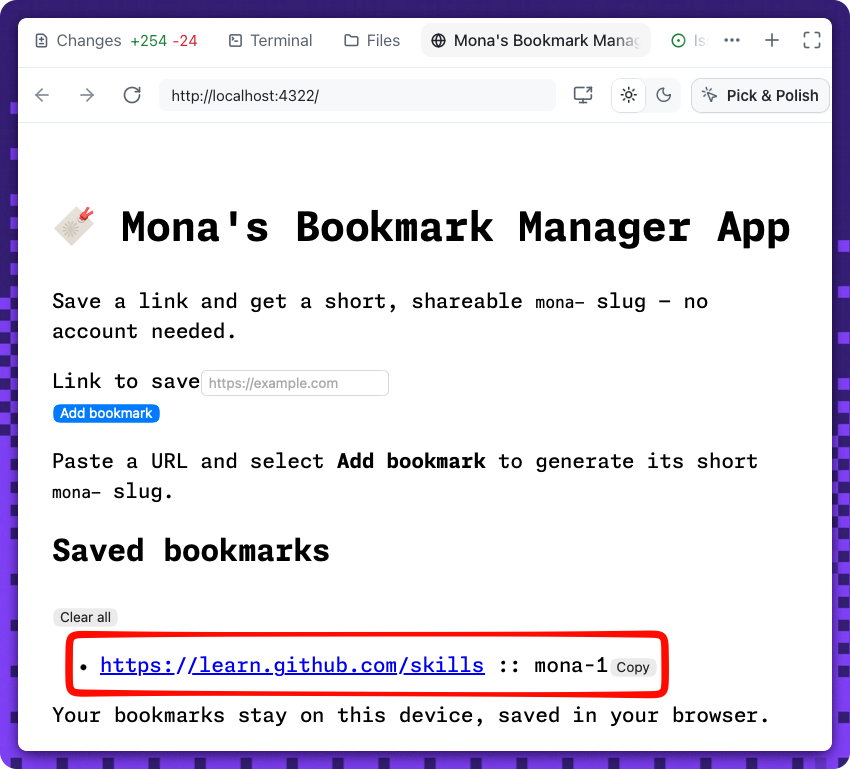 Changes +254 -24 Terminal Files Mona's Bookmark Manag Is
http://localhost:4322/ Pick & Polish
Mona's Bookmark Manager App
Save a link and get a short, shareable mona- slug — no
account needed.
Link to save https://example.com
Add bookmark
Paste a URL and select Add bookmark to generate its short
mona- slug.
Saved bookmarks
Clear all
• https://learn.github.com/skills :: mona-1 Copy
Your bookmarks stay on this device, saved in your browser.